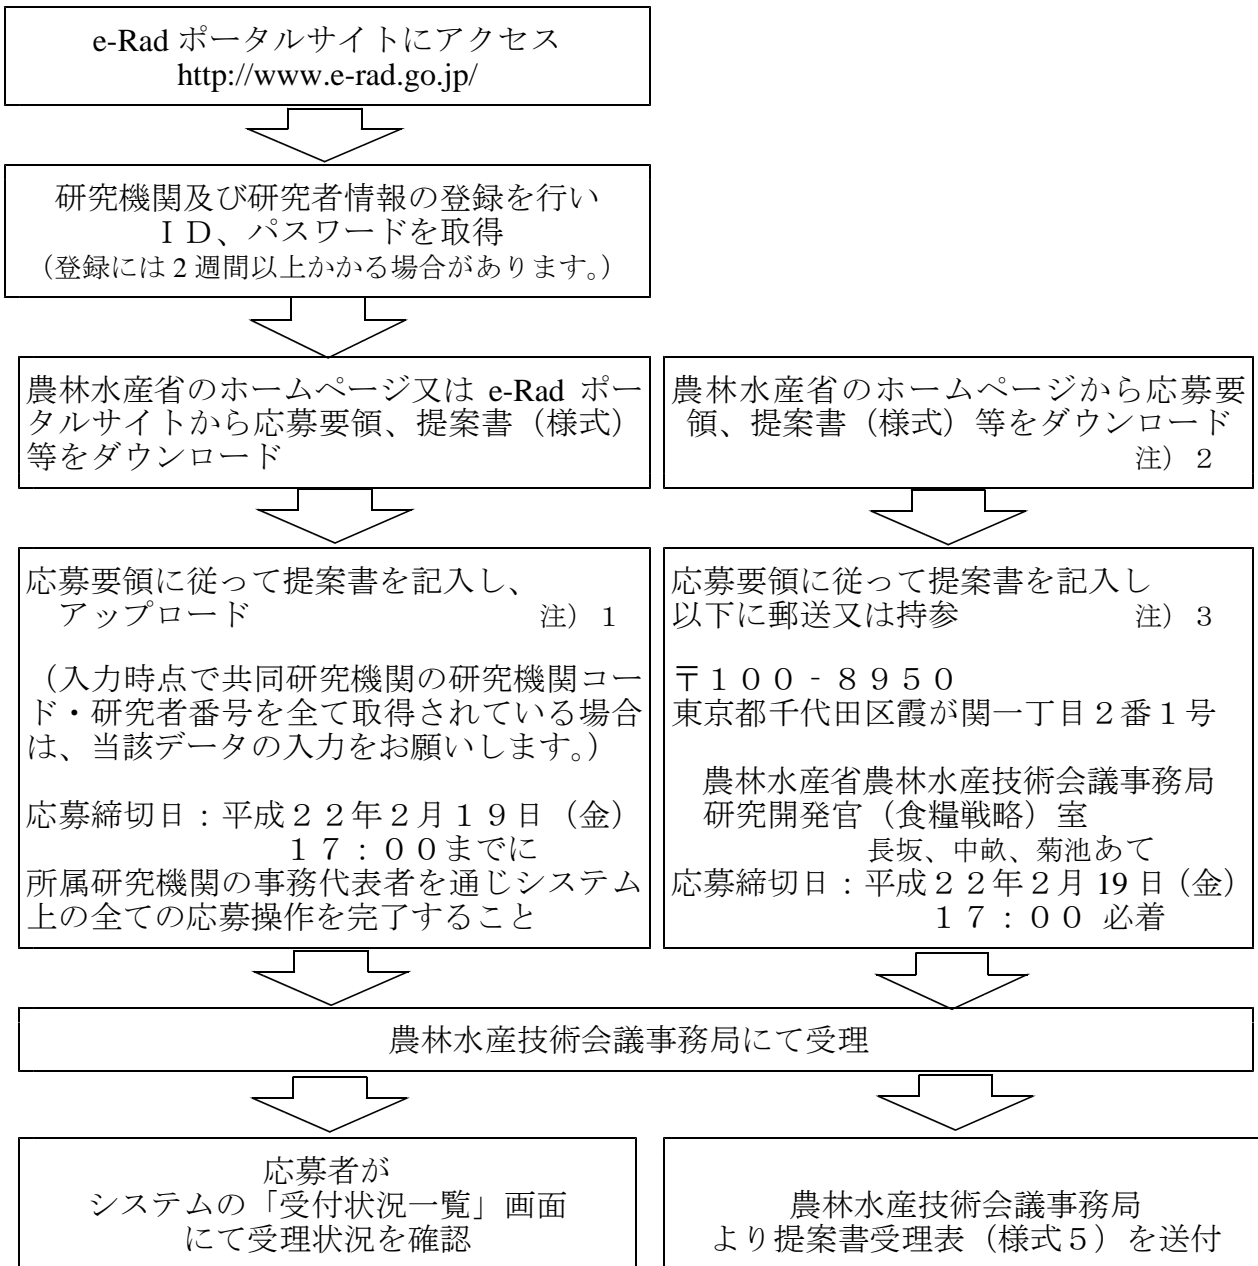 e-Rad ポータルサイトにアクセス
http://www.e-rad.go.jp/
研究機関及び研究者情報の登録を行い
ＩＤ、パスワードを取得
（登録には 2 週間以上かかる場合があります。）
農林水産省のホームページ又は e-Rad ポー
タルサイトから応募要領、提案書（様式）
等をダウンロード
農林水産省のホームページから応募要
領、提案書（様式）等をダウンロード
注）２
応募要領に従って提案書を記入し、
アップロード 注）１
（入力時点で共同研究機関の研究機関コー
ド・研究者番号を全て取得されている場合
は、当該データの入力をお願いします。）
応募締切日：平成２２年２月１９日（金）
１７：００までに
所属研究機関の事務代表者を通じシステム
上の全ての応募操作を完了すること
応募要領に従って提案書を記入し
以下に郵送又は持参 注）３
〒１００‐８９５０
東京都千代田区霞が関一丁目２番１号
農林水産省農林水産技術会議事務局
研究開発官（食糧戦略）室
長坂、中畝、菊池あて
応募締切日：平成２２年２月 19 日（金）
１７：００ 必着
農林水産技術会議事務局にて受理
応募者が
システムの「受付状況一覧」画面
にて受理状況を確認
農林水産技術会議事務局
より提案書受理表（様式５）を送付